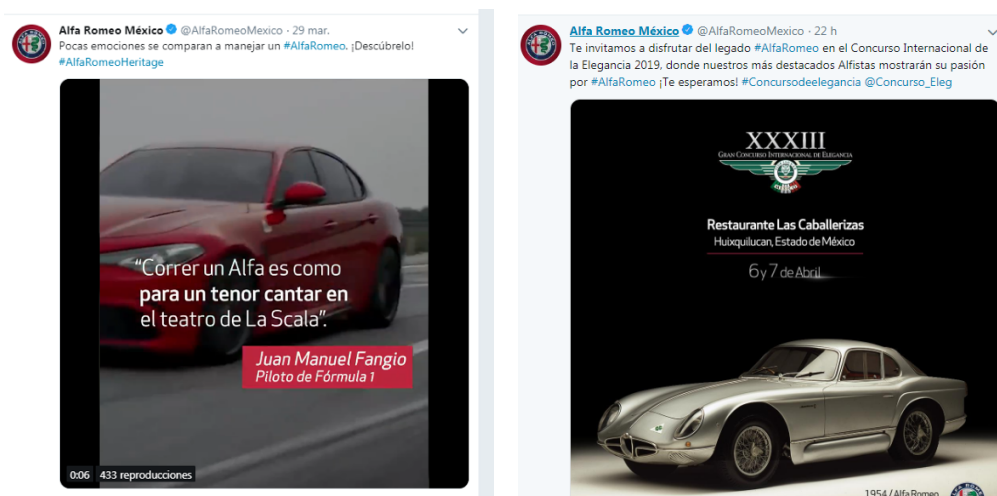 Alfa Romeo México @AlfaRomeoMexico · 29 mar.
Pocas emociones se comparan a manejar un #AlfaRomeo. ¡Descúbrelo!
#AlfaRomeoHeritage
"Correr un Alfa es como
para un tenor cantar en
el teatro de La Scala".
Juan Manuel Fangio
Piloto de Fórmula 1
0:06 433 reproducciones
Alfa Romeo México @AlfaRomeoMexico · 22 h
Te invitamos a disfrutar del legado #AlfaRomeo en el Concurso Internacional de
la Elegancia 2019, donde nuestros más destacados Alfistas mostrarán su pasión
por #AlfaRomeo ¡Te esperamos! #Concursodeelegancia @Concurso_Eleg
XXXIII
GRAN CONCURSO INTERNACIONAL DE ELEGANCIA
Restaurante Las Caballerizas
Huixquilucan, Estado de México
6 y 7 de Abril
1954 / Alfa Romeo